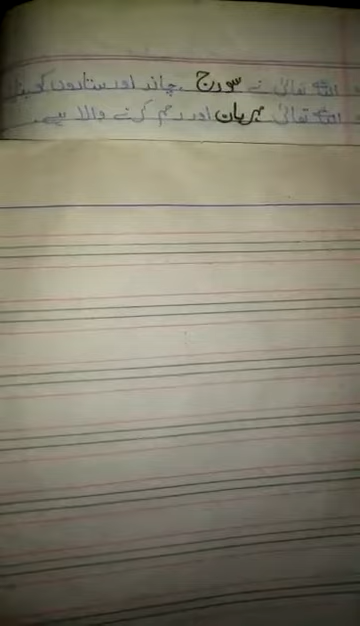 اللہ تعالیٰ نے سورج ، چاند اور ستاروں کو
اللہ تعالیٰ مہربان اور رحم کرنے والا ہے۔